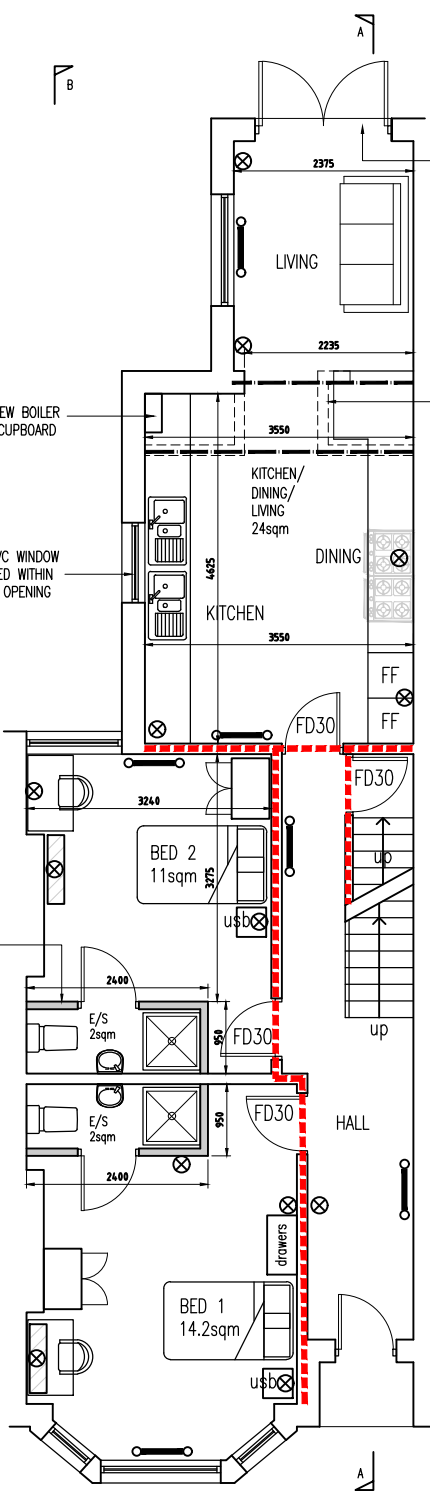 A
B
2375
LIVING
2235
EW BOILER
CUPBOARD
3550
KITCHEN/
DINING/
LIVING
24sqm
DINING
4625
/C WINDOW
ED WITHIN
OPENING
KITCHEN
3550
FF
FF
FD30
FD30
3240
BED 2
11sqm
3275
up
usb
2400
E/S
2sqm
950
FD30
up
E/S
2sqm
950
FD30
HALL
2400
drawers
BED 1
14.2sqm
usb
A